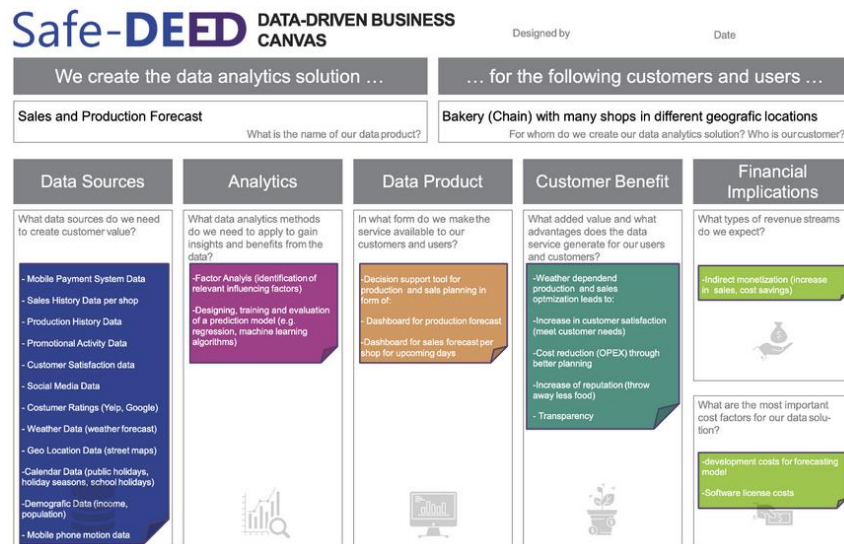 Safe-DEED DATA-DRIVEN BUSINESS
CANVAS
Designed by
Date
We create the data analytics solution ...
... for the following customers and users ...
Sales and Production Forecast
What is the name of our data product?
Bakery (Chain) with many shops in different geografic locations
For whom do we create our data analytics solution? Who is our customer?
Data Sources
What data sources do we need
to create customer value?
- Mobile Payment System Data
- Sales History Data per shop
- Production History Data
- Promotional Activity Data
- Customer Satisfaction data
- Social Media Data
- Costumer Ratings (Yelp, Google)
- Weather Data (weather forecast)
- Geo Location Data (street maps)
-Calendar Data (public holidays,
holiday seasons, school holidays)
-Demografic Data (income,
population)
- Mobile phone motion data
Analytics
What data analytics methods
do we need to apply to gain
insights and benefits from the
data?
-Factor Analyis (identification of
relevant influencing factors)
-Designing, training and evaluation
of a prediction model (e.g.
regression, machine learning
algorithms)
Data Product
In what form do we make the
service available to our
customers and users?
-Decision support tool for
production and sals planning in
form of:
- Dashboard for production forecast
-Dashboard for sales forecast per
shop for upcoming days
Customer Benefit
What added value and what
advantages does the data
service generate for our users
and customers?
-Weather dependend
production and sales
optmization leads to:
-Increase in customer satisfaction
(meet customer needs)
-Cost reduction (OPEX) through
better planning
-Increase of reputation (throw
away less food)
- Transparency
Financial
Implications
What types of revenue streams
do we expect?
-Indirect monetization (increase
in sales, cost savings)
What are the most important
cost factors for our data solu-
tion?
-development costs for forecasting
model
-Software license costs